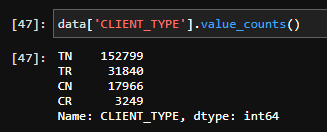 [47]: data['CLIENT_TYPE'].value_counts()
[47]: TN 152799
TR 31840
CN 17966
CR 3249
Name: CLIENT_TYPE, dtype: int64